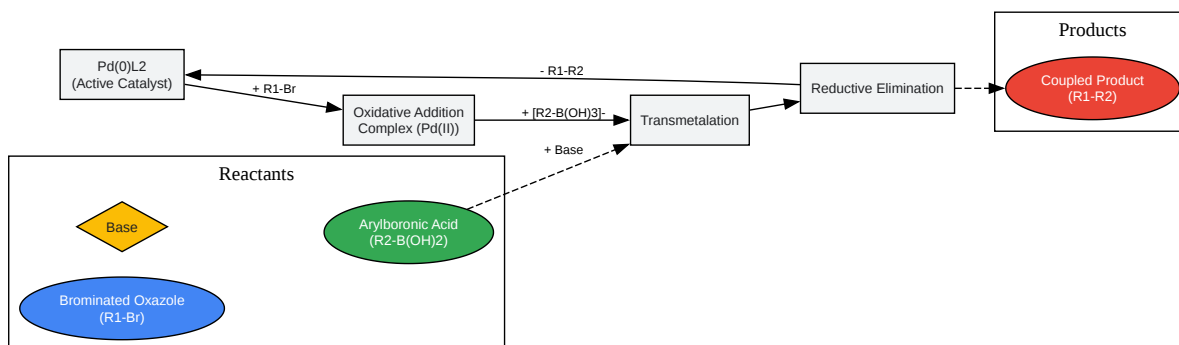 Products
Pd(0)L2
(Active Catalyst)
- R1-R2
Reductive Elimination
Coupled Product
(R1-R2)
+ R1-Br
Oxidative Addition
Complex (Pd(II))
+ [R2-B(OH)3]-
Transmetalation
+ Base
Reactants
Base
Arylboronic Acid
(R2-B(OH)2)
Brominated Oxazole
(R1-Br)